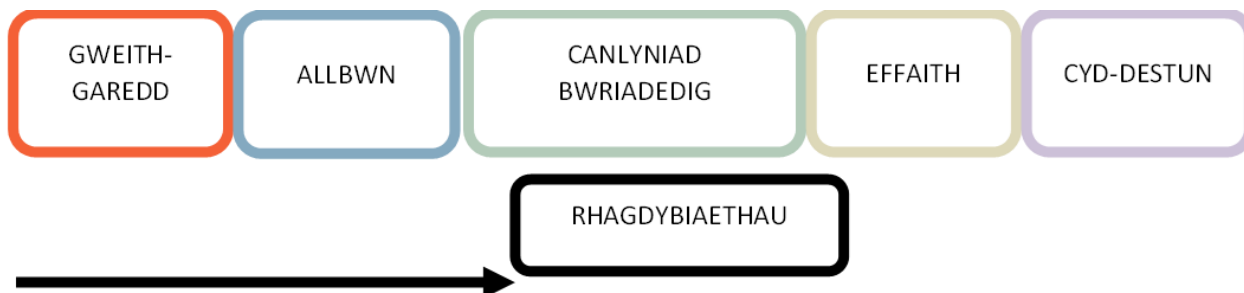 GWEITH-
GAREDD
ALLBWN
CANLYNIAD
BWRIADEDIG
EFFAITH
CYD-DESTUN
RHAGDYBIAETHAU